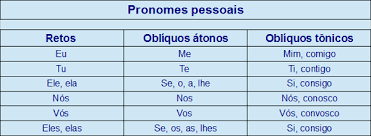 Pronomes pessoais
Retos Oblíquos átonos Oblíquos tônicos
Eu Me Mim, comigo
Tu Te Ti, contigo
Ele, ela Se, o, a, lhe Si, consigo
Nós Nos Nós, conosco
Vós Vos Vós, convosco
Eles, elas Se, os, as, lhes Si, consigo